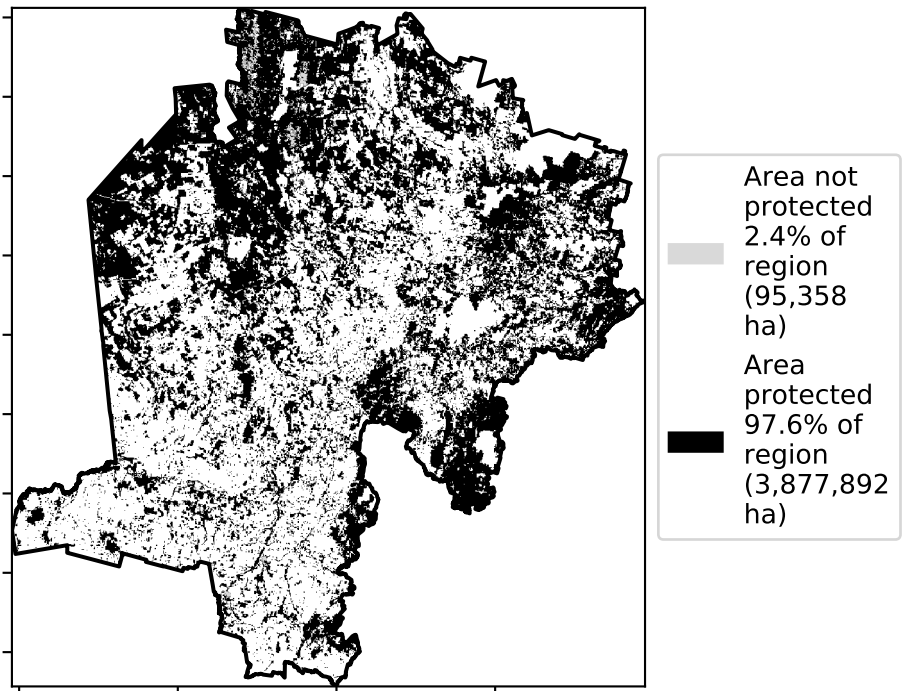 Area not
protected
2.4% of
region
(95,358
ha)
Area
protected
97.6% of
region
(3,877,892
ha)